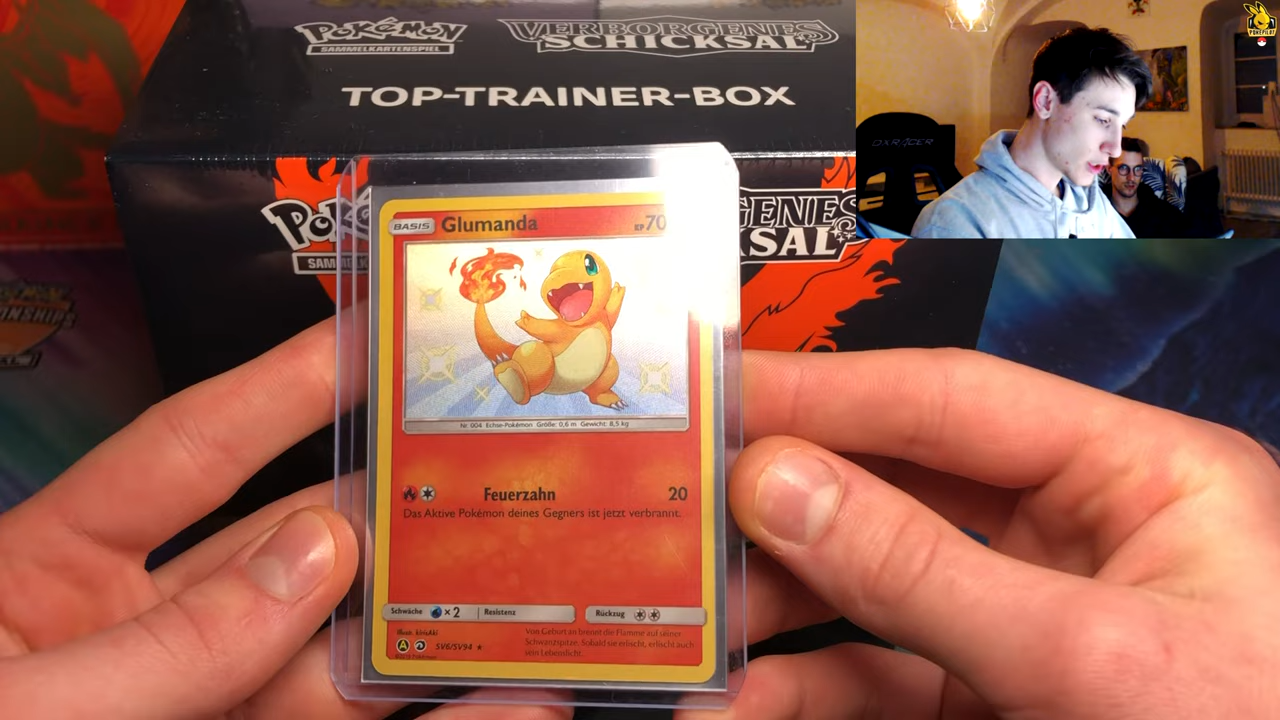 POKÉMON
SAMMELKARTENSPIEL
VERBORGENES
SCHICKSAL
TOP-TRAINER-BOX
POKEPILOT
DXRACER
BASIS Glumanda KP 70
Nr. 004 Echse-Pokémon Größe: 0,6 m Gewicht: 8,5 kg
Feuerzahn 20
Das Aktive Pokémon deines Gegners ist jetzt verbrannt.
Schwäche ×2 Resistenz Rückzug
Von Geburt an brennt die Flamme auf seiner
Schwanzspitze. Sobald sie erlischt, erlischt auch
sein Lebenslicht.
A SV6/SV94